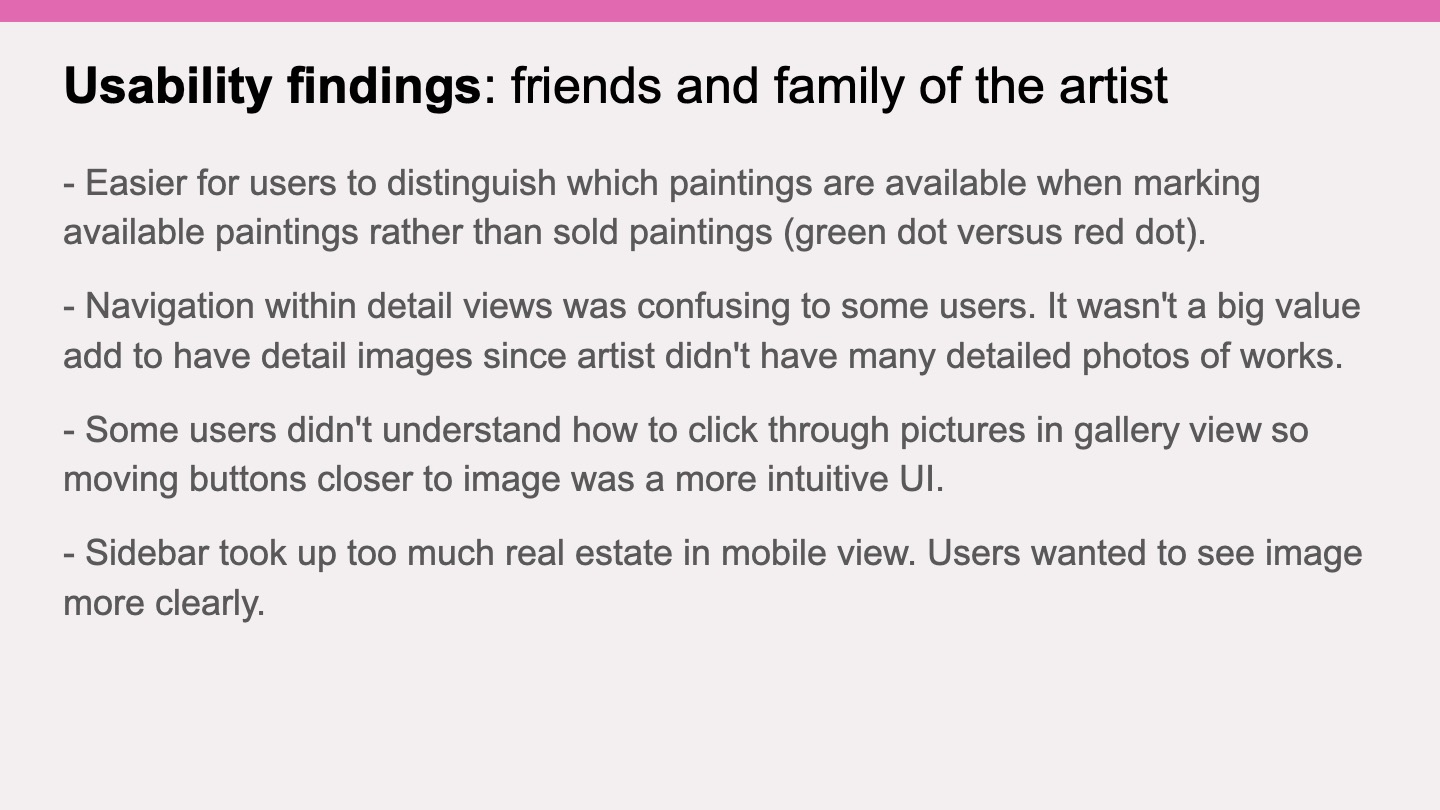 Usability findings: friends and family of the artist
- Easier for users to distinguish which paintings are available when marking
available paintings rather than sold paintings (green dot versus red dot).
- Navigation within detail views was confusing to some users. It wasn't a big value
add to have detail images since artist didn't have many detailed photos of works.
- Some users didn't understand how to click through pictures in gallery view so
moving buttons closer to image was a more intuitive UI.
- Sidebar took up too much real estate in mobile view. Users wanted to see image
more clearly.